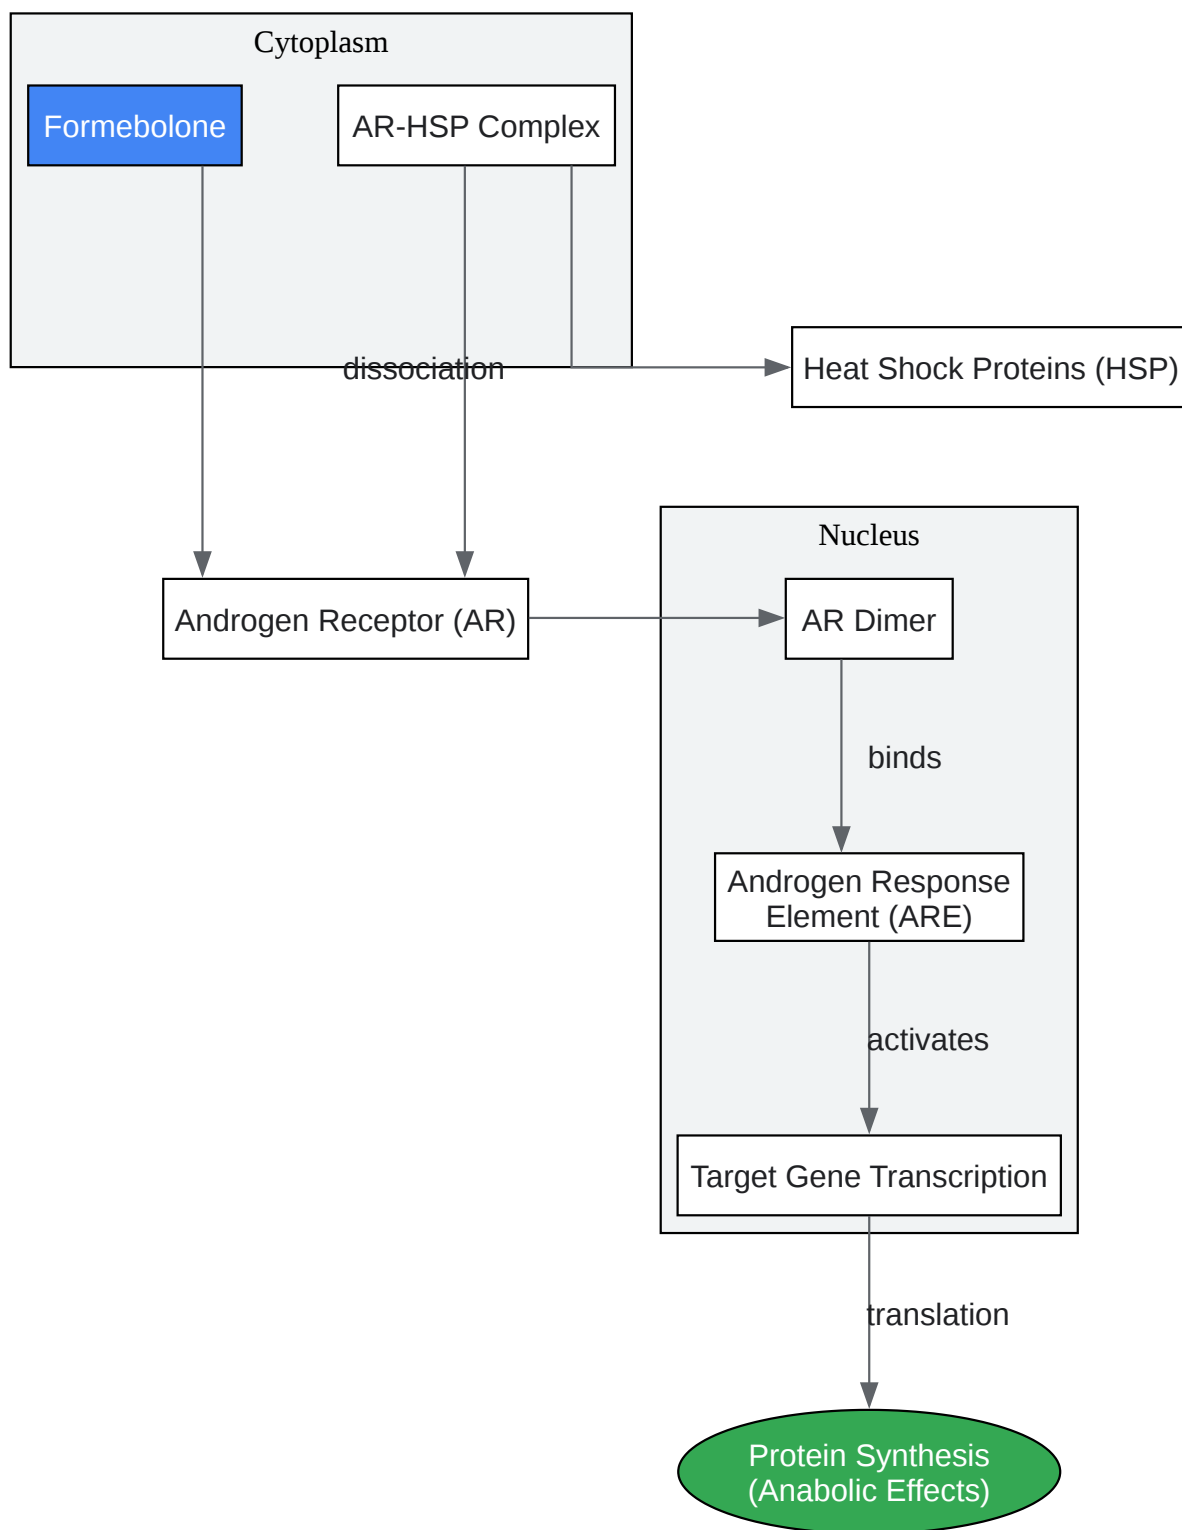 Cytoplasm
Formebolone
AR-HSP Complex
dissociation
Heat Shock Proteins (HSP)
Nucleus
Androgen Receptor (AR)
AR Dimer
binds
Androgen Response
Element (ARE)
activates
Target Gene Transcription
translation
Protein Synthesis
(Anabolic Effects)